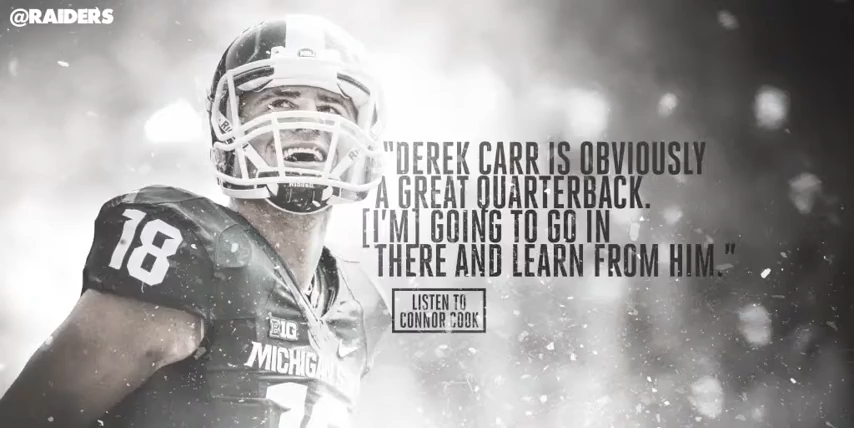 @RAIDERS
"DEREK CARR IS OBVIOUSLY
A GREAT QUARTERBACK.
[I'M] GOING TO GO IN
THERE AND LEARN FROM HIM."
LISTEN TO
CONNOR COOK
18
B1G